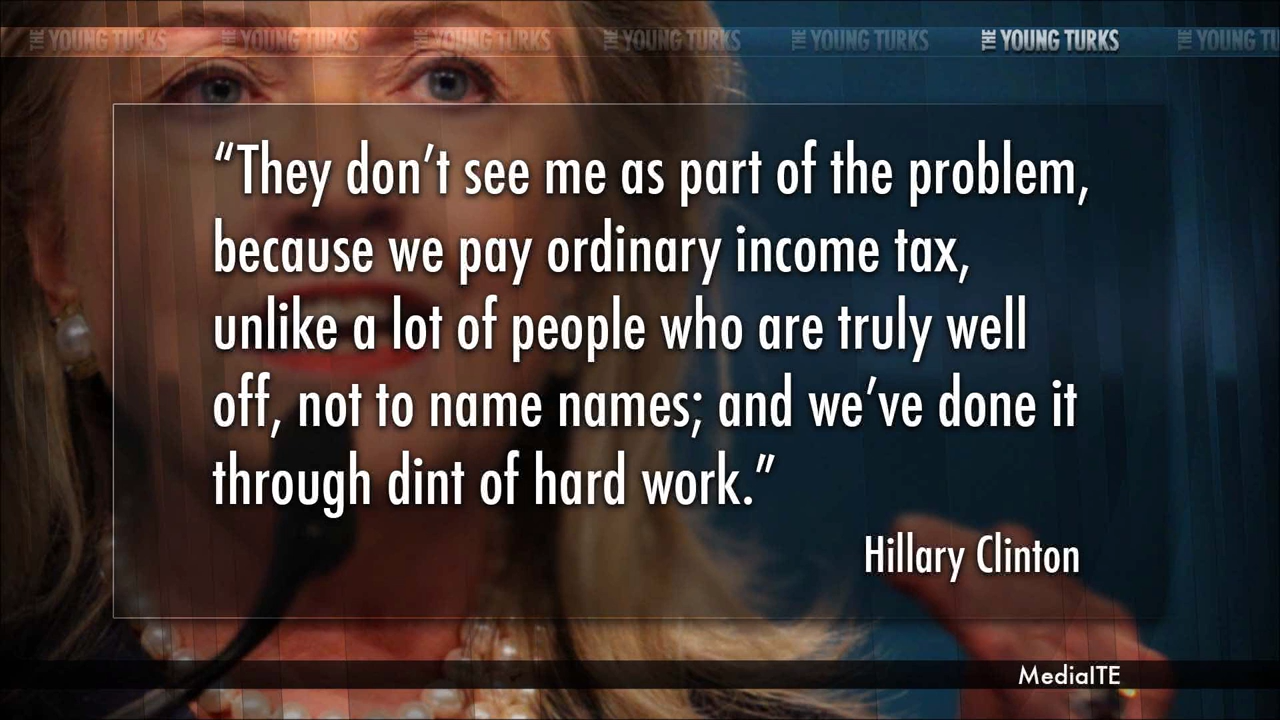 THE YOUNG TURKS THE YOUNG TURKS THE YOUNG TURKS THE YOUNG TURKS THE YOUNG TURKS THE YOUNG TURKS THE YOUNG TU
“They don’t see me as part of the problem,
because we pay ordinary income tax,
unlike a lot of people who are truly well
off, not to name names; and we’ve done it
through dint of hard work.”
Hillary Clinton
MediaITE